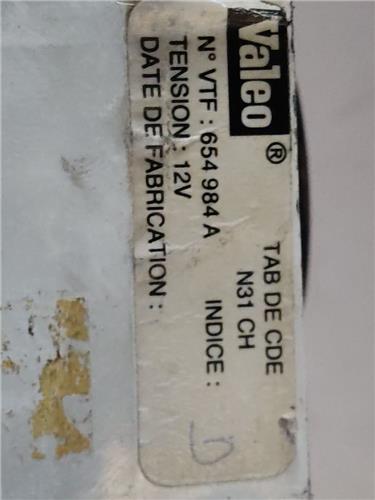 Valeo ®
TAB DE CDE
N31 CH
N° VTF : 654 984 A INDICE :
TENSION : 12V
DATE DE FABRICATION :